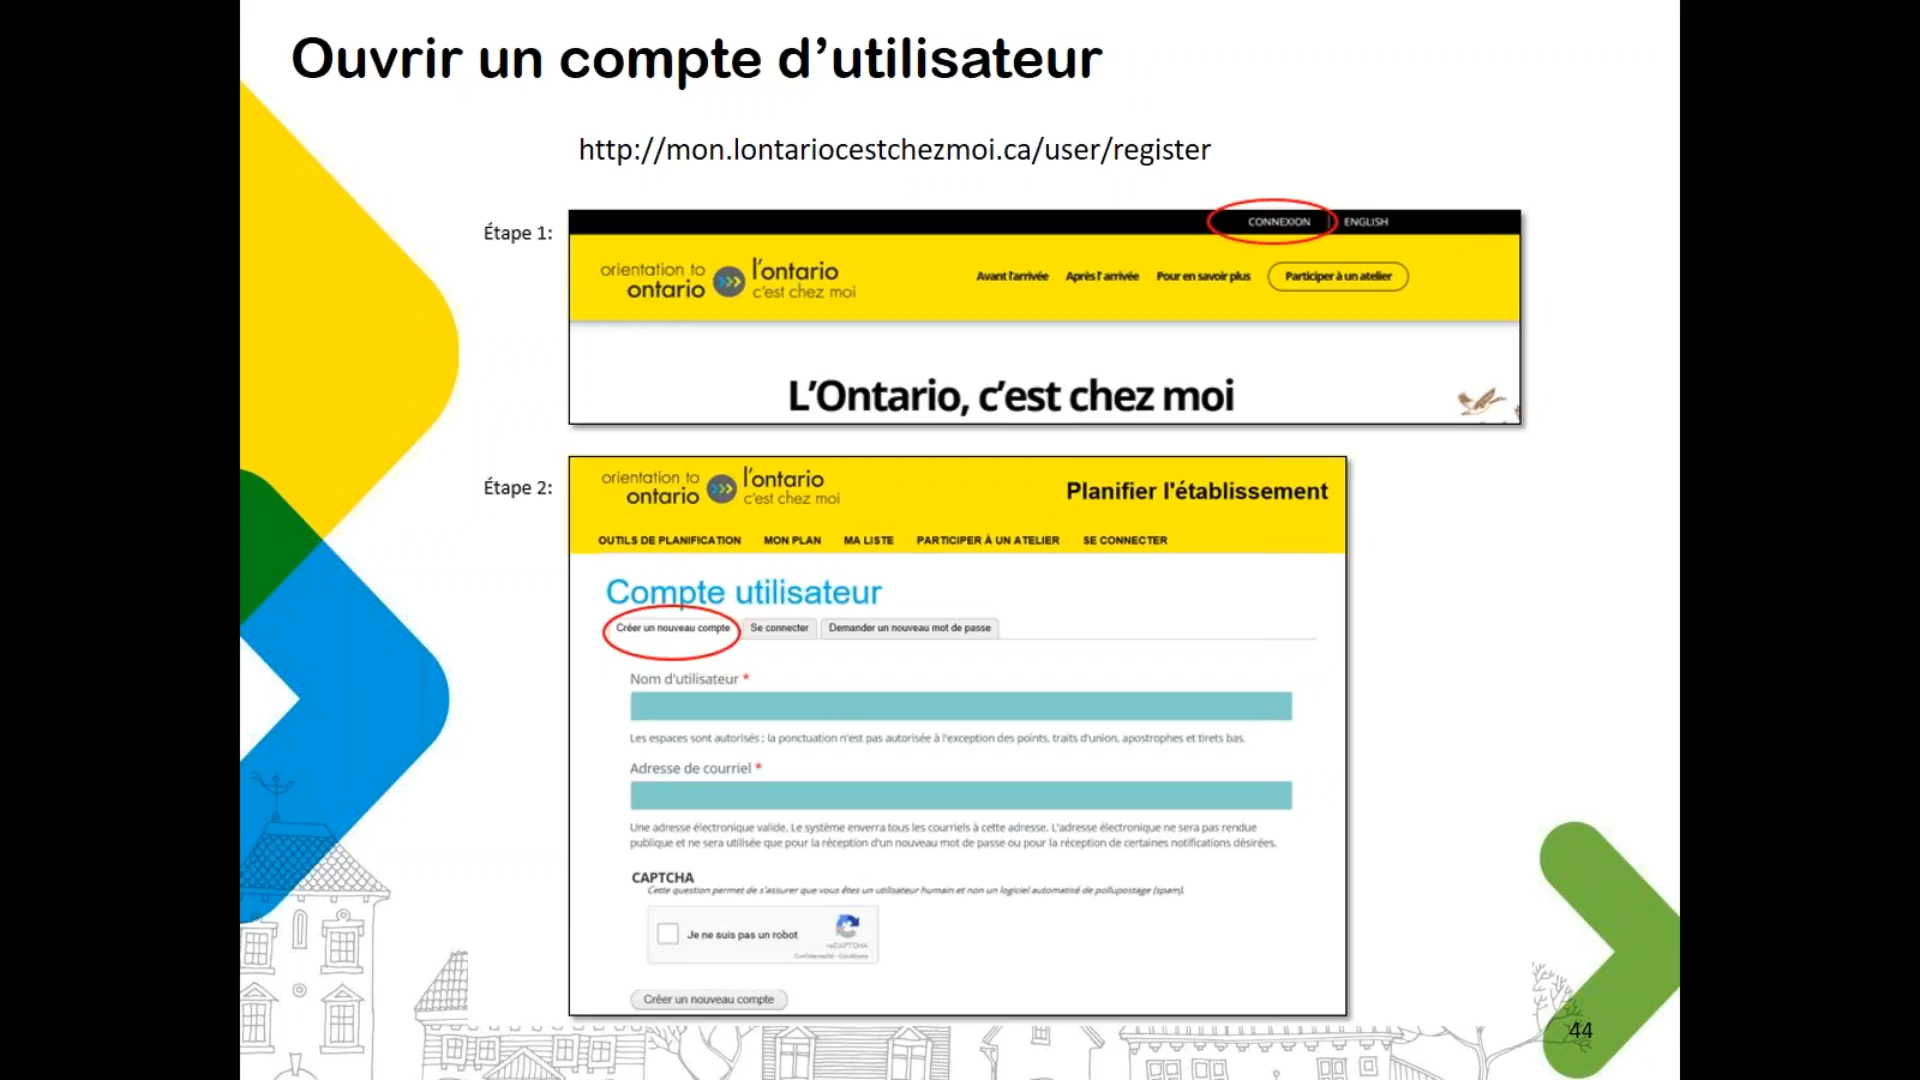 Ouvrir un compte d’utilisateur
http://mon.lontariocestchezmoi.ca/user/register
Étape 1:
CONNEXION | ENGLISH
orientation to ontario >>> l’ontario c’est chez moi
Avant l’arrivée Après l’arrivée Pour en savoir plus Participer à un atelier
L’Ontario, c’est chez moi
Étape 2:
orientation to ontario >>> l’ontario c’est chez moi
Planifier l'établissement
OUTILS DE PLANIFICATION MON PLAN MA LISTE PARTICIPER À UN ATELIER SE CONNECTER
Compte utilisateur
Créer un nouveau compte Se connecter Demander un nouveau mot de passe
Nom d'utilisateur *
Les espaces sont autorisés ; la ponctuation n'est pas autorisée à l'exception des points, traits d'union, apostrophes et tirets bas.
Adresse de courriel *
Une adresse électronique valide. Le système enverra tous les courriels à cette adresse. L'adresse électronique ne sera pas rendue
publique et ne sera utilisée que pour la réception d'un nouveau mot de passe ou pour la réception de certaines notifications désirées.
CAPTCHA
Cette question permet de s'assurer que vous êtes un utilisateur humain et non un logiciel automatisé de pollupostage (spam).
Je ne suis pas un robot
reCAPTCHA
Confidentialité - Conditions
Créer un nouveau compte
44